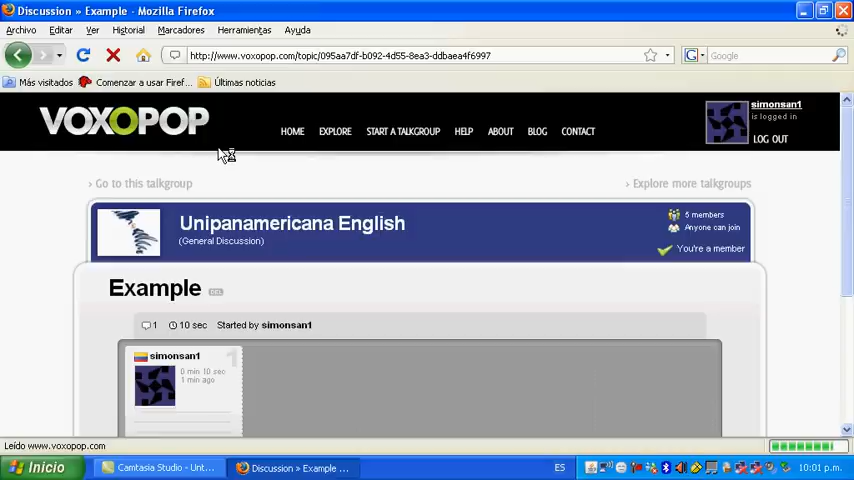 Discussion » Example - Mozilla Firefox
Archivo Editar Ver Historial Marcadores Herramientas Ayuda
http://www.voxopop.com/topic/095aa7df-b092-4d55-8ea3-ddbaea4f6997
Google
Más visitados Comenzar a usar Firef... Últimas noticias
VOXOPOP
HOME EXPLORE START A TALKGROUP HELP ABOUT BLOG CONTACT
simonsan1
is logged in
LOG OUT
› Go to this talkgroup › Explore more talkgroups
Unipanamericana English
(General Discussion)
5 members
Anyone can join
You're a member
Example DEL
1 10 sec Started by simonsan1
simonsan1 1
0 min 10 sec
1 min ago
Leído www.voxopop.com
Inicio Camtasia Studio - Unt... Discussion » Example ... ES 10:01 p.m.